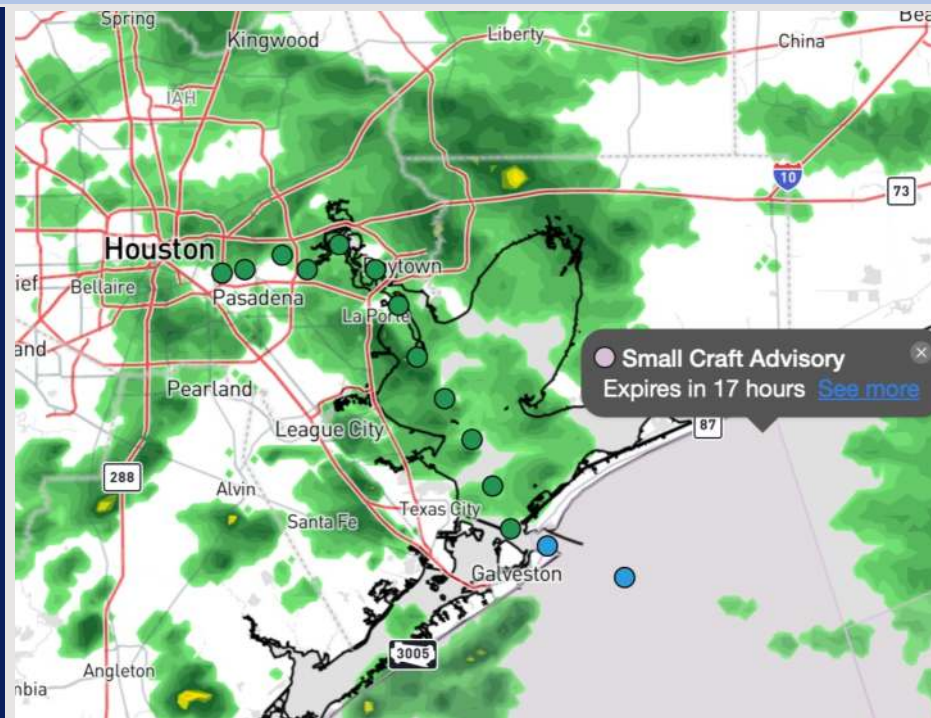 Spring
Kingwood
Liberty
China
IAH
10
73
Houston
Bellaire
Pasadena
Baytown
La Porte
Small Craft Advisory
Expires in 17 hours See more
Pearland
League City
87
288
Alvin
Santa Fe
Texas City
Galveston
3005
Angleton